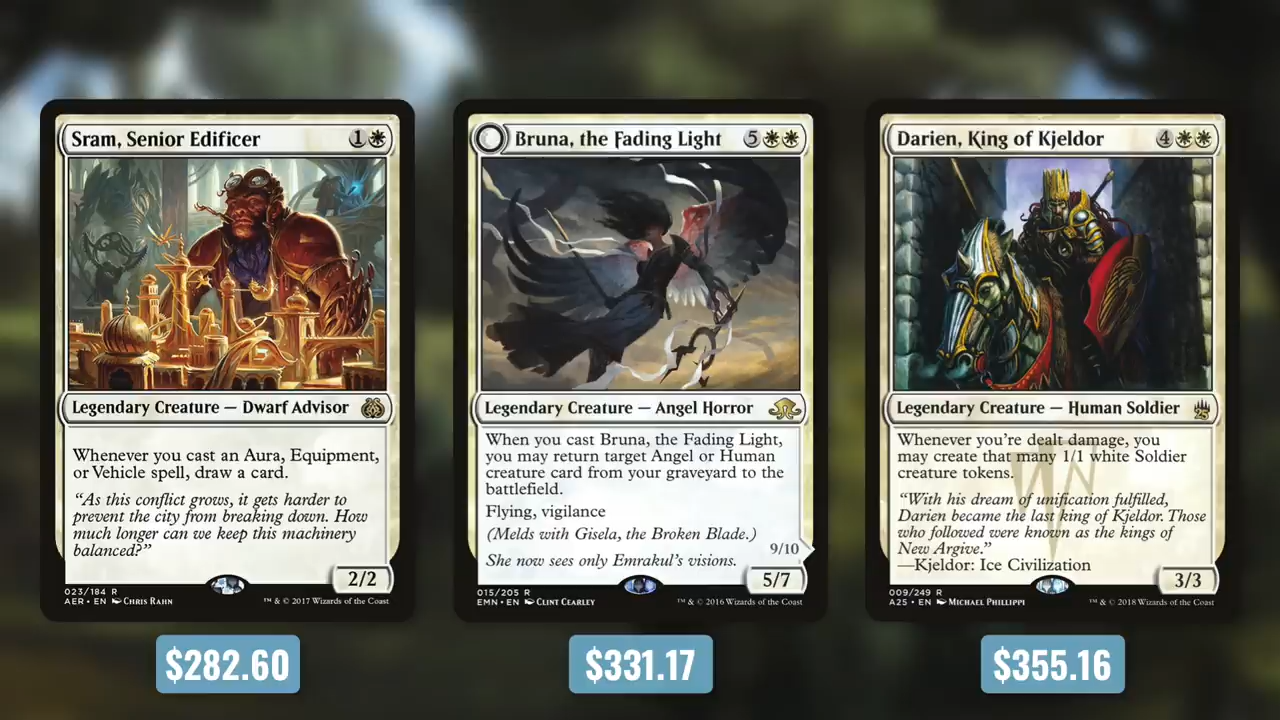 Sram, Senior Edificer 1
Legendary Creature — Dwarf Advisor
Whenever you cast an Aura, Equipment,
or Vehicle spell, draw a card.
“As this conflict grows, it gets harder to
prevent the city from breaking down. How
much longer can we keep this machinery
balanced?”
2/2
023/184 R
AER • EN Chris Rahn
™ & © 2017 Wizards of the Coast
$282.60
Bruna, the Fading Light 5
Legendary Creature — Angel Horror
When you cast Bruna, the Fading Light,
you may return target Angel or Human
creature card from your graveyard to the
battlefield.
Flying, vigilance
(Melds with Gisela, the Broken Blade.)
9/10
She now sees only Emrakul’s visions.
5/7
015/205 R
EMN • EN Clint Cearley
™ & © 2016 Wizards of the Coast
$331.17
Darien, King of Kjeldor 4
Legendary Creature — Human Soldier
25
Whenever you’re dealt damage, you
may create that many 1/1 white Soldier
creature tokens.
“With his dream of unification fulfilled,
Darien became the last king of Kjeldor. Those
who followed were known as the kings of
New Argive.”
—Kjeldor: Ice Civilization
3/3
009/249 R
A25 • EN Michael Phillippi
™ & © 2018 Wizards of the Coast
$355.16